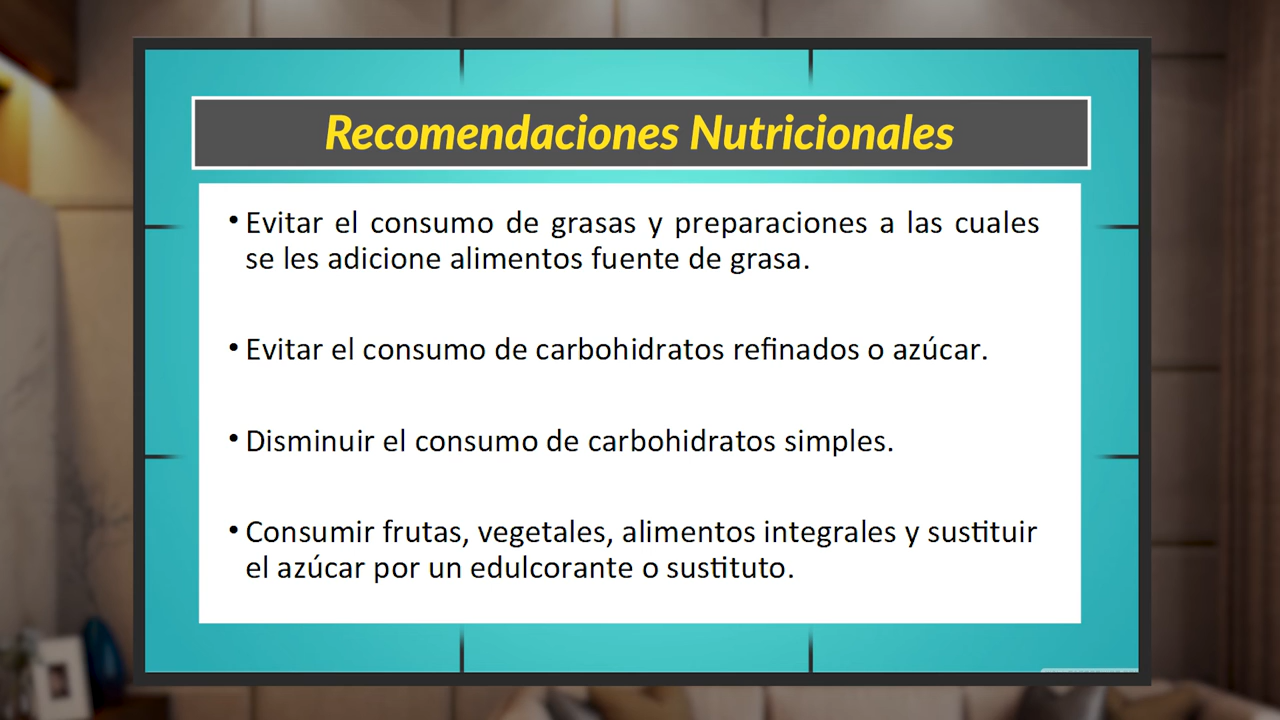 Recomendaciones Nutricionales
• Evitar el consumo de grasas y preparaciones a las cuales
se les adicione alimentos fuente de grasa.
• Evitar el consumo de carbohidratos refinados o azúcar.
• Disminuir el consumo de carbohidratos simples.
• Consumir frutas, vegetales, alimentos integrales y sustituir
el azúcar por un edulcorante o sustituto.